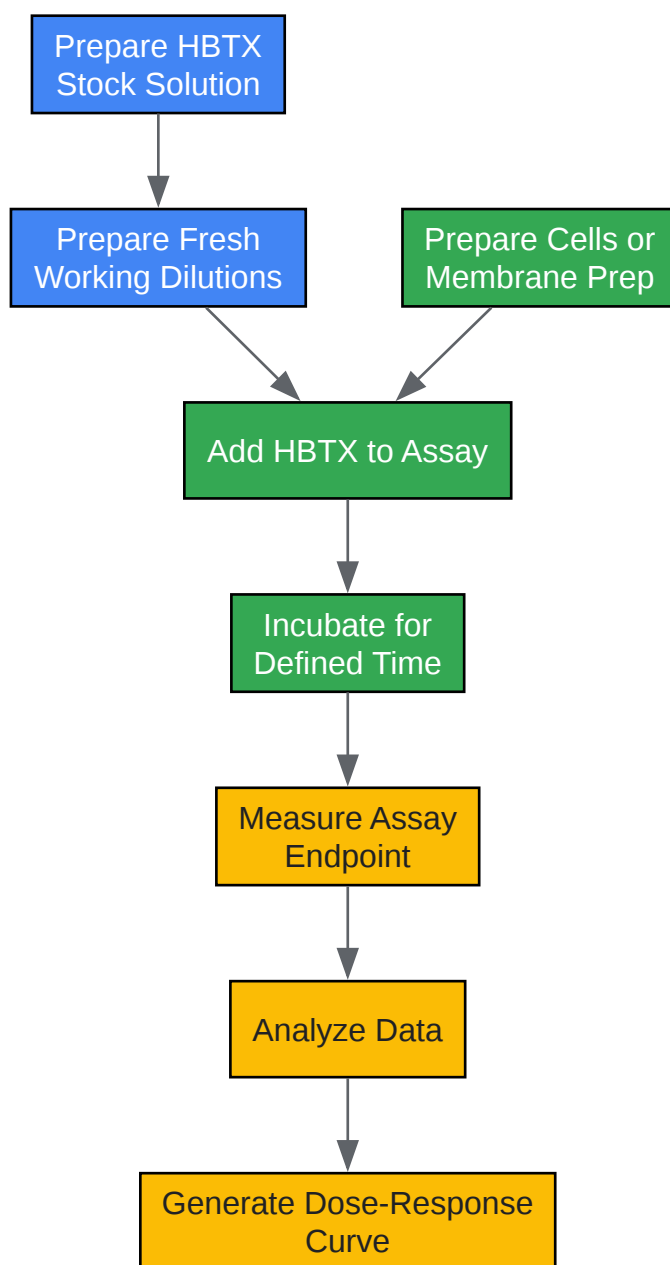 Prepare HBTX
Stock Solution
Prepare Fresh
Working Dilutions
Prepare Cells or
Membrane Prep
Add HBTX to Assay
Incubate for
Defined Time
Measure Assay
Endpoint
Analyze Data
Generate Dose-Response
Curve